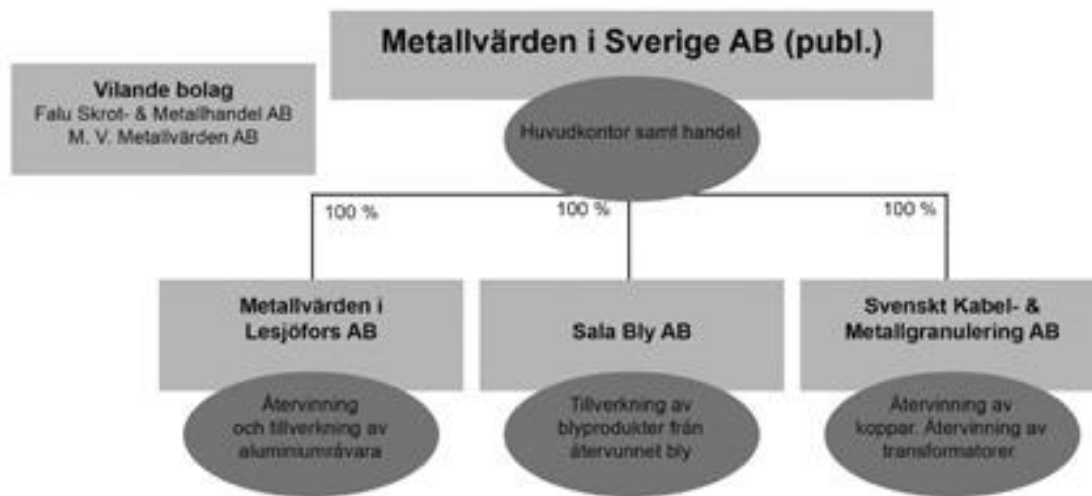 Metallvärden i Sverige AB (publ.)
Vilande bolag
Falu Skrot- & Metallhandel AB
M. V. Metallvärden AB
Huvudkontor samt handel
100 %
100 %
100 %
Metallvärden i
Lesjöfors AB
Återvinning
och tillverkning av
aluminiumråvara
Sala Bly AB
Tillverkning av
blyprodukter från
återvunnet bly
Svenskt Kabel- &
Metallgranulering AB
Återvinning av
koppar. Återvinning av
transformatorer